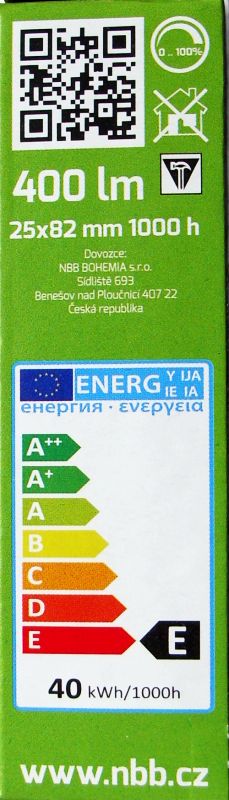 0 .. 100%
400 lm
25x82 mm 1000 h
Dovozce:
NBB BOHEMIA s.r.o.
Sídliště 693
Benešov nad Ploučnicí 407 22
Česká republika
ENERG Y IJA
IE IA
енергия · ενεργεια
A++
A+
A
B
C
D
E
E
40 kWh/1000h
www.nbb.cz